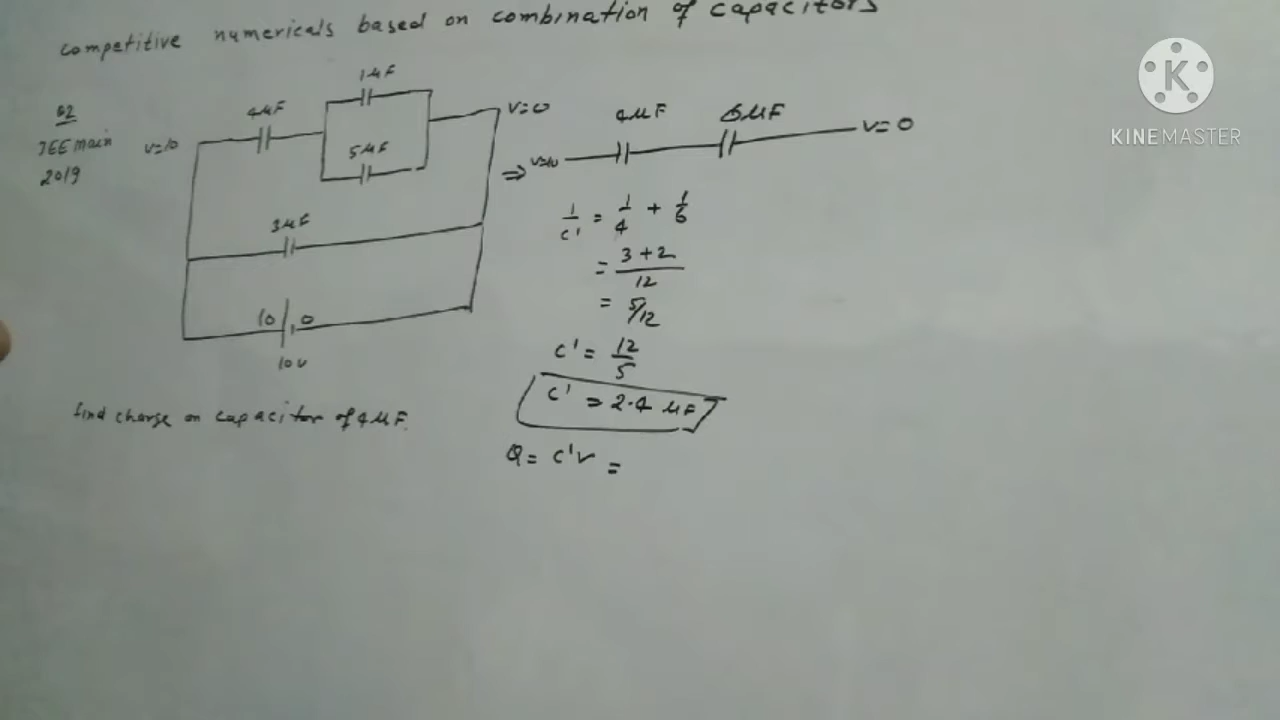 competitive numericals based on combination of capacitors
Q2
JEE main
2019
V=10
4μF
1μF
5μF
V=0
3μF
10
0
10V
find charge on capacitor of 4μF.
⇒
V=10
4μF
6μF
V=0
1/C' = 1/4 + 1/6
= 3+2/12
= 5/12
C' = 12/5
C' ⇒ 2.4 μF
Q = C'V =
KINEMASTER